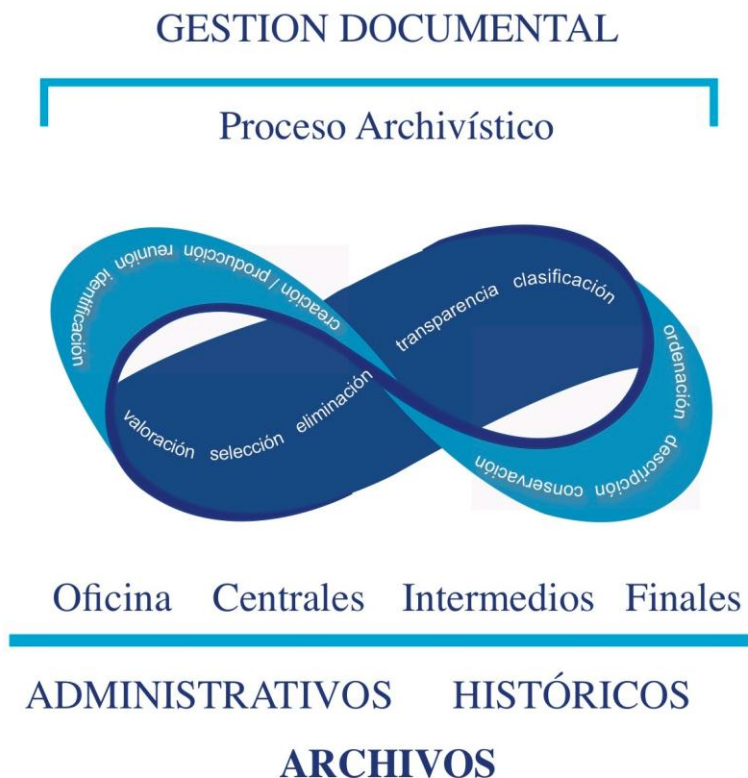 GESTION DOCUMENTAL
Proceso Archivístico
identificación reunión creación / producción
transparencia clasificación
valoración selección eliminación
ordenación descripción conservación
Oficina Centrales Intermedios Finales
ADMINISTRATIVOS HISTÓRICOS
ARCHIVOS